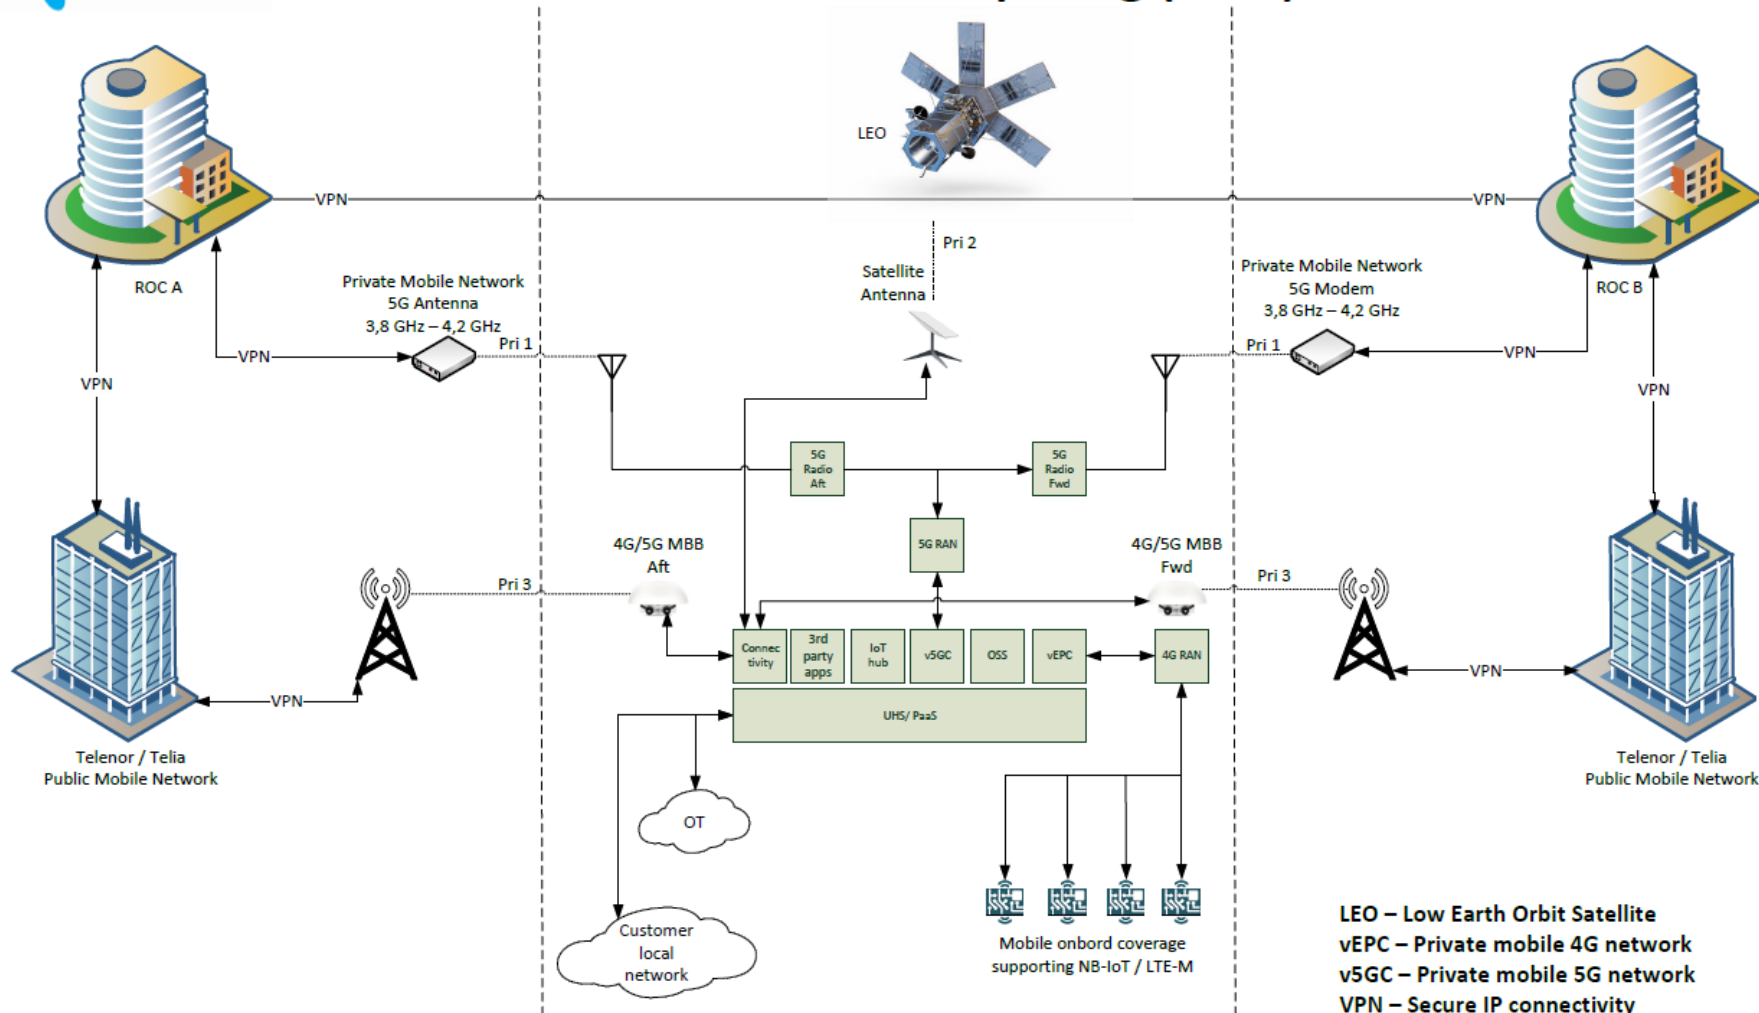 LEO
VPN
VPN
Pri 2
Satellite
Antenna
ROC A
Private Mobile Network
5G Antenna
3,8 GHz – 4,2 GHz
Private Mobile Network
5G Modem
3,8 GHz – 4,2 GHz
ROC B
Pri 1
Pri 1
VPN
VPN
VPN
VPN
5G
Radio
Aft
5G
Radio
Fwd
5G RAN
4G/5G MBB
Aft
4G/5G MBB
Fwd
Pri 3
Pri 3
Connec
tivity
3rd
party
apps
IoT
hub
v5GC
OSS
vEPC
4G RAN
VPN
VPN
UHS/ PaaS
Telenor / Telia
Public Mobile Network
Telenor / Telia
Public Mobile Network
OT
Customer
local
network
Mobile onbord coverage
supporting NB-IoT / LTE-M
LEO – Low Earth Orbit Satellite
vEPC – Private mobile 4G network
v5GC – Private mobile 5G network
VPN – Secure IP connectivity